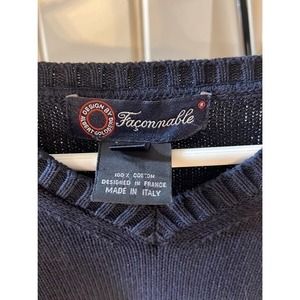 DESIGN BY
ALBERT GOLDBERG
Façonnable
100% COTTON
DESIGNED IN FRANCE
MADE IN ITALY